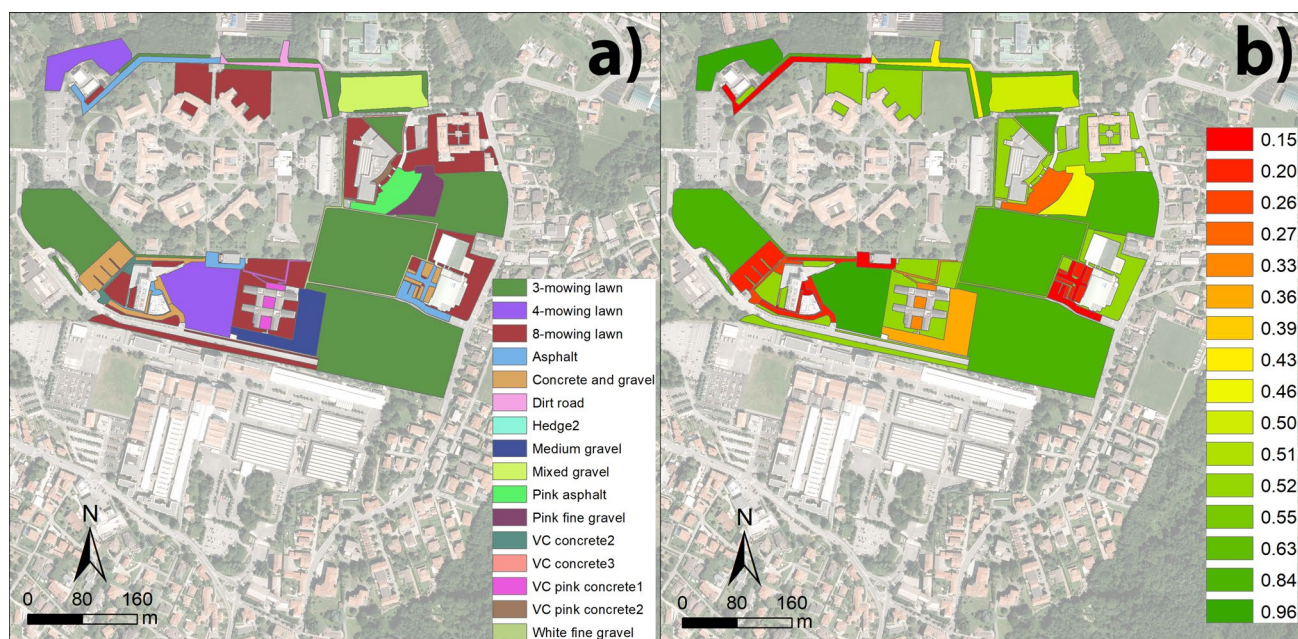 a)
3-mowing lawn
4-mowing lawn
8-mowing lawn
Asphalt
Concrete and gravel
Dirt road
Hedge2
Medium gravel
Mixed gravel
Pink asphalt
Pink fine gravel
VC concrete2
VC concrete3
VC pink concrete1
VC pink concrete2
White fine gravel
N
0 80 160
m
b)
0.15
0.20
0.26
0.27
0.33
0.36
0.39
0.43
0.46
0.50
0.51
0.52
0.55
0.63
0.84
0.96
N
0 80 160
m